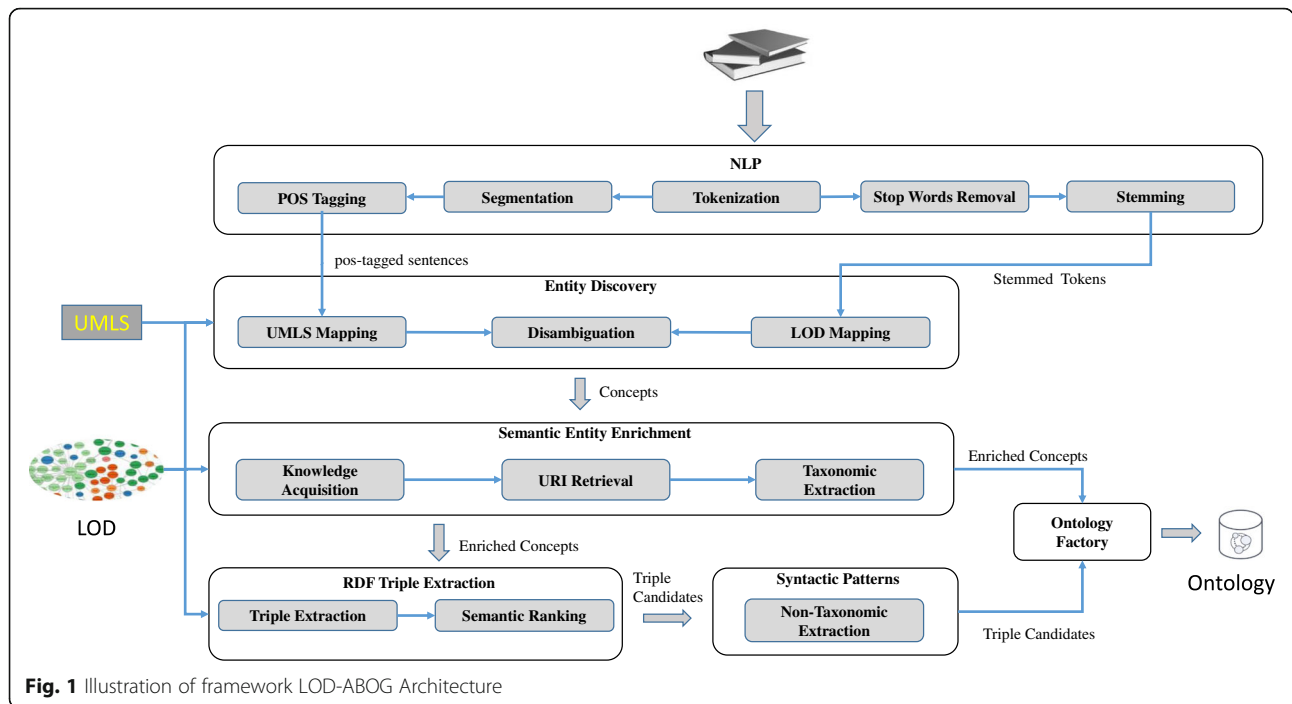 NLP
POS Tagging
Segmentation
Tokenization
Stop Words Removal
Stemming
pos-tagged sentences
Stemmed Tokens
Entity Discovery
UMLS
UMLS Mapping
Disambiguation
LOD Mapping
Concepts
Semantic Entity Enrichment
Knowledge
Acquisition
URI Retrieval
Taxonomic
Extraction
Enriched Concepts
LOD
Ontology
Factory
Ontology
Enriched Concepts
RDF Triple Extraction
Triple Extraction
Semantic Ranking
Triple
Candidates
Syntactic Patterns
Non-Taxonomic
Extraction
Triple Candidates
Fig. 1 Illustration of framework LOD-ABOG Architecture